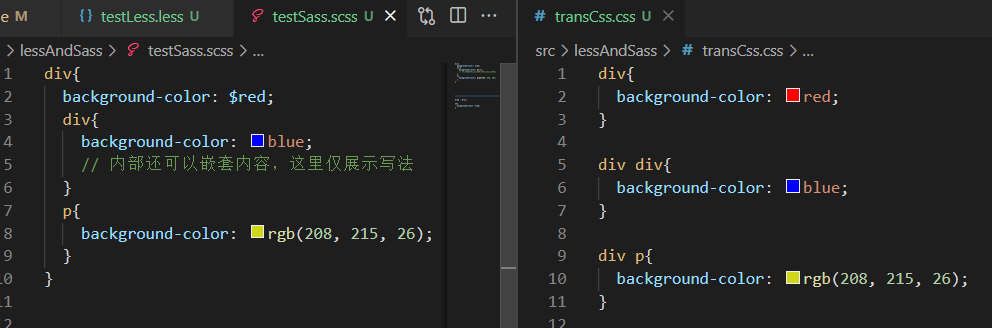 e M
testLess.less U
testSass.scss U
transCss.css U
lessAndSass > testSass.scss > ...
src > lessAndSass > transCss.css > ...
1 div{
2 background-color: $red;
3 div{
4 background-color: blue;
5 // 内部还可以嵌套内容，这里仅展示写法
6 }
7 p{
8 background-color: rgb(208, 215, 26);
9 }
10 }
11
1 div{
2 background-color: red;
3 }
4
5 div div{
6 background-color: blue;
7 }
8
9 div p{
10 background-color: rgb(208, 215, 26);
11 }
12